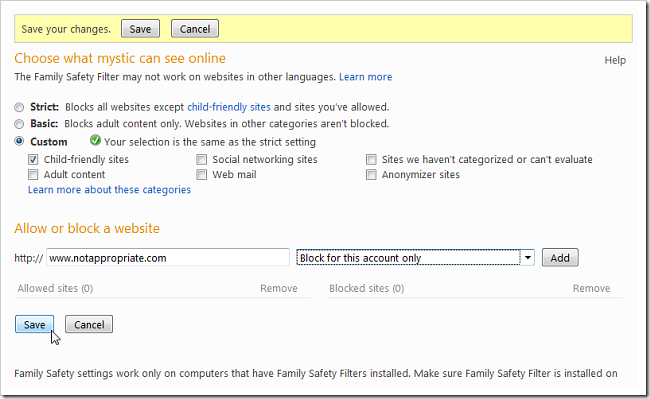 Save your changes. Save Cancel
Choose what mystic can see online
Help
The Family Safety Filter may not work on websites in other languages. Learn more
Strict: Blocks all websites except child-friendly sites and sites you've allowed.
Basic: Blocks adult content only. Websites in other categories aren't blocked.
Custom Your selection is the same as the strict setting
Child-friendly sites Social networking sites Sites we haven't categorized or can't evaluate
Adult content Web mail Anonymizer sites
Learn more about these categories
Allow or block a website
http:// www.notappropriate.com Block for this account only Add
Allowed sites (0) Remove Blocked sites (0) Remove
Save Cancel
Family Safety settings work only on computers that have Family Safety Filters installed. Make sure Family Safety Filter is installed on